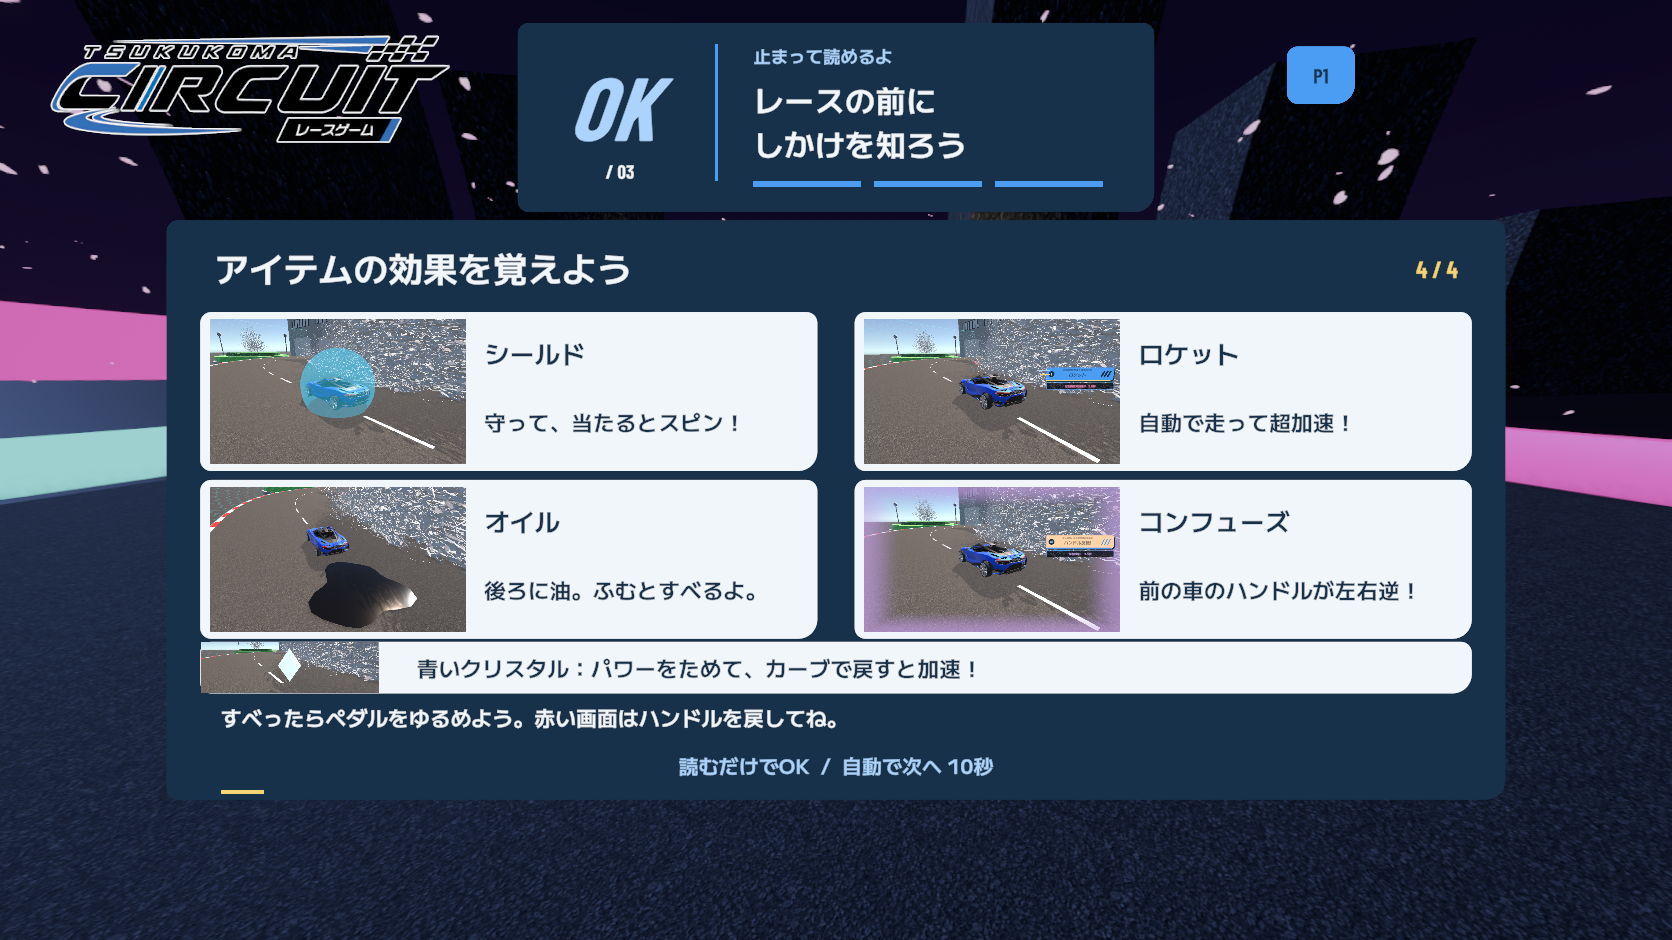 TSUKUKOMA
CIRCUIT
レースゲーム
OK
/ 03
止まって読めるよ
レースの前に
しかけを知ろう
P1
アイテムの効果を覚えよう
4 / 4
シールド
守って、当たるとスピン！
ロケット
自動で走って超加速！
オイル
後ろに油。ふむとすべるよ。
コンフューズ
前の車のハンドルが左右逆！
青いクリスタル：パワーをためて、カーブで戻すと加速！
すべったらペダルをゆるめよう。赤い画面はハンドルを戻してね。
読むだけでOK / 自動で次へ 10秒